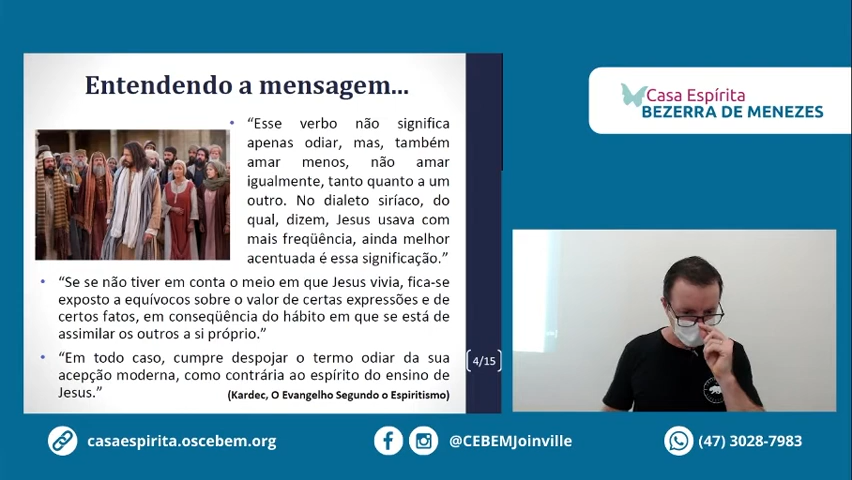 Entendendo a mensagem...
• “Esse verbo não significa
apenas odiar, mas, também
amar menos, não amar
igualmente, tanto quanto a um
outro. No dialeto siríaco, do
qual, dizem, Jesus usava com
mais freqüência, ainda melhor
acentuada é essa significação.”
• “Se se não tiver em conta o meio em que Jesus vivia, fica-se
exposto a equívocos sobre o valor de certas expressões e de
certos fatos, em conseqüência do hábito em que se está de
assimilar os outros a si próprio.”
• “Em todo caso, cumpre despojar o termo odiar da sua
acepção moderna, como contrária ao espírito do ensino de
Jesus.”
(Kardec, O Evangelho Segundo o Espiritismo)
4/15
Casa Espírita
BEZERRA DE MENEZES
casaespirita.oscebem.org
@CEBEMJoinville
(47) 3028-7983